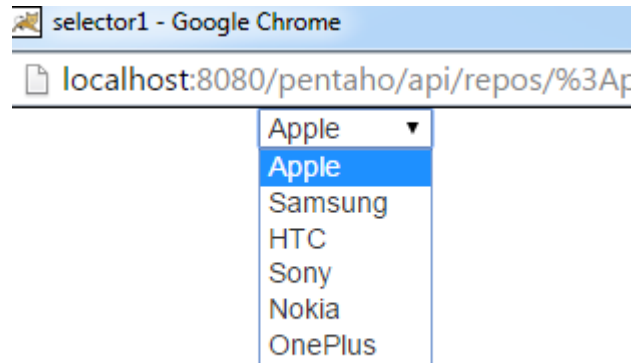 selector1 - Google Chrome
localhost:8080/pentaho/api/repos/%3Ap
Apple
Apple
Samsung
HTC
Sony
Nokia
OnePlus